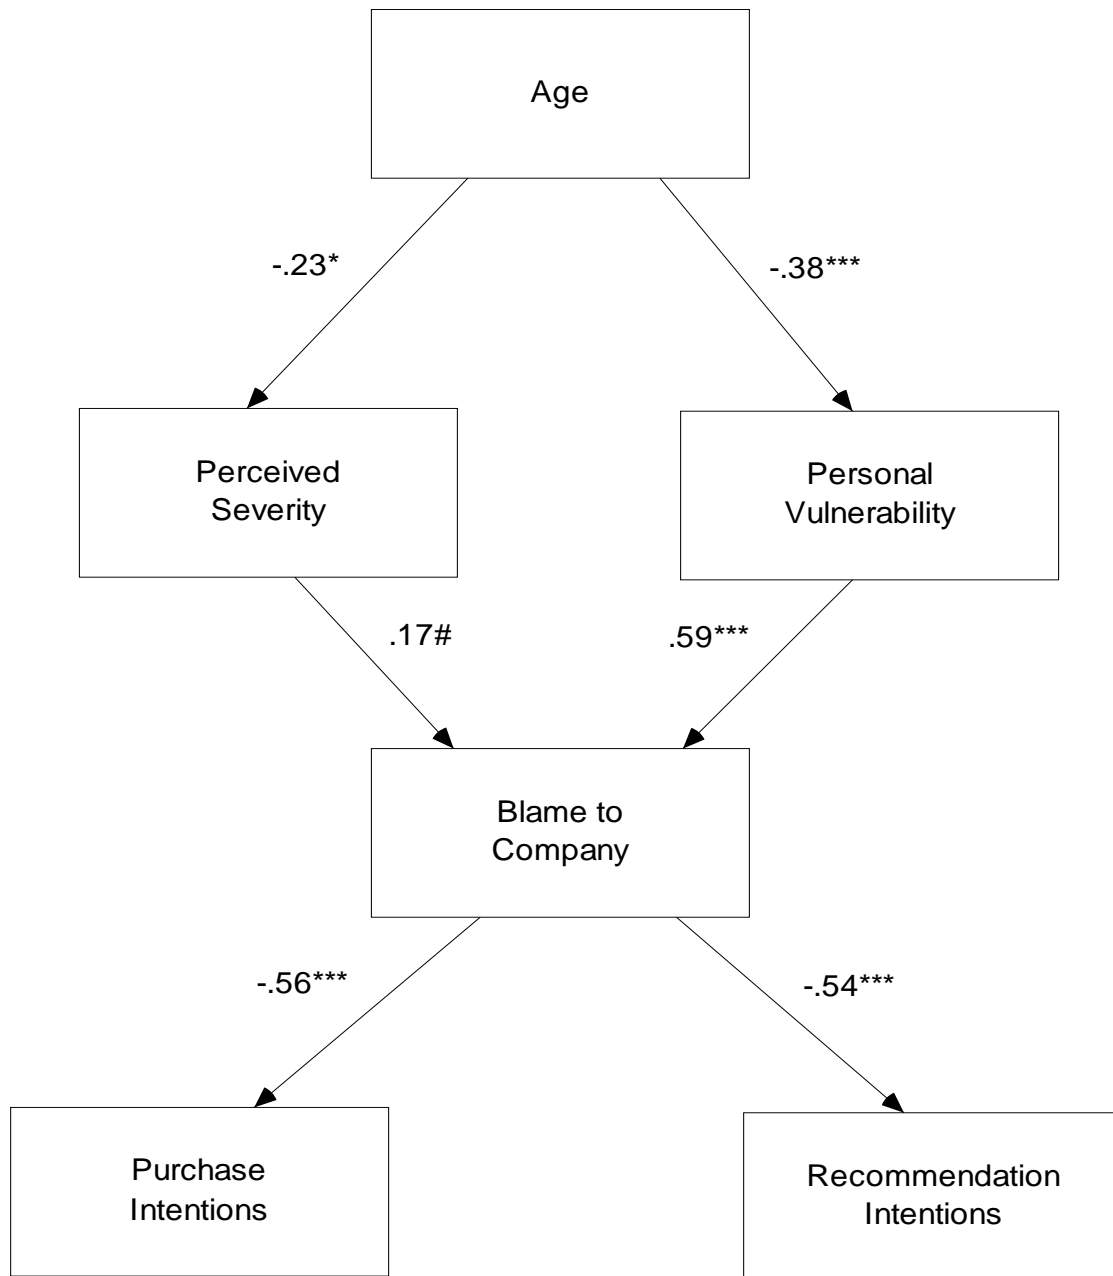 Age
-.23*
-.38***
Perceived
Severity
Personal
Vulnerability
.17#
.59***
Blame to
Company
-.56***
-.54***
Purchase
Intentions
Recommendation
Intentions